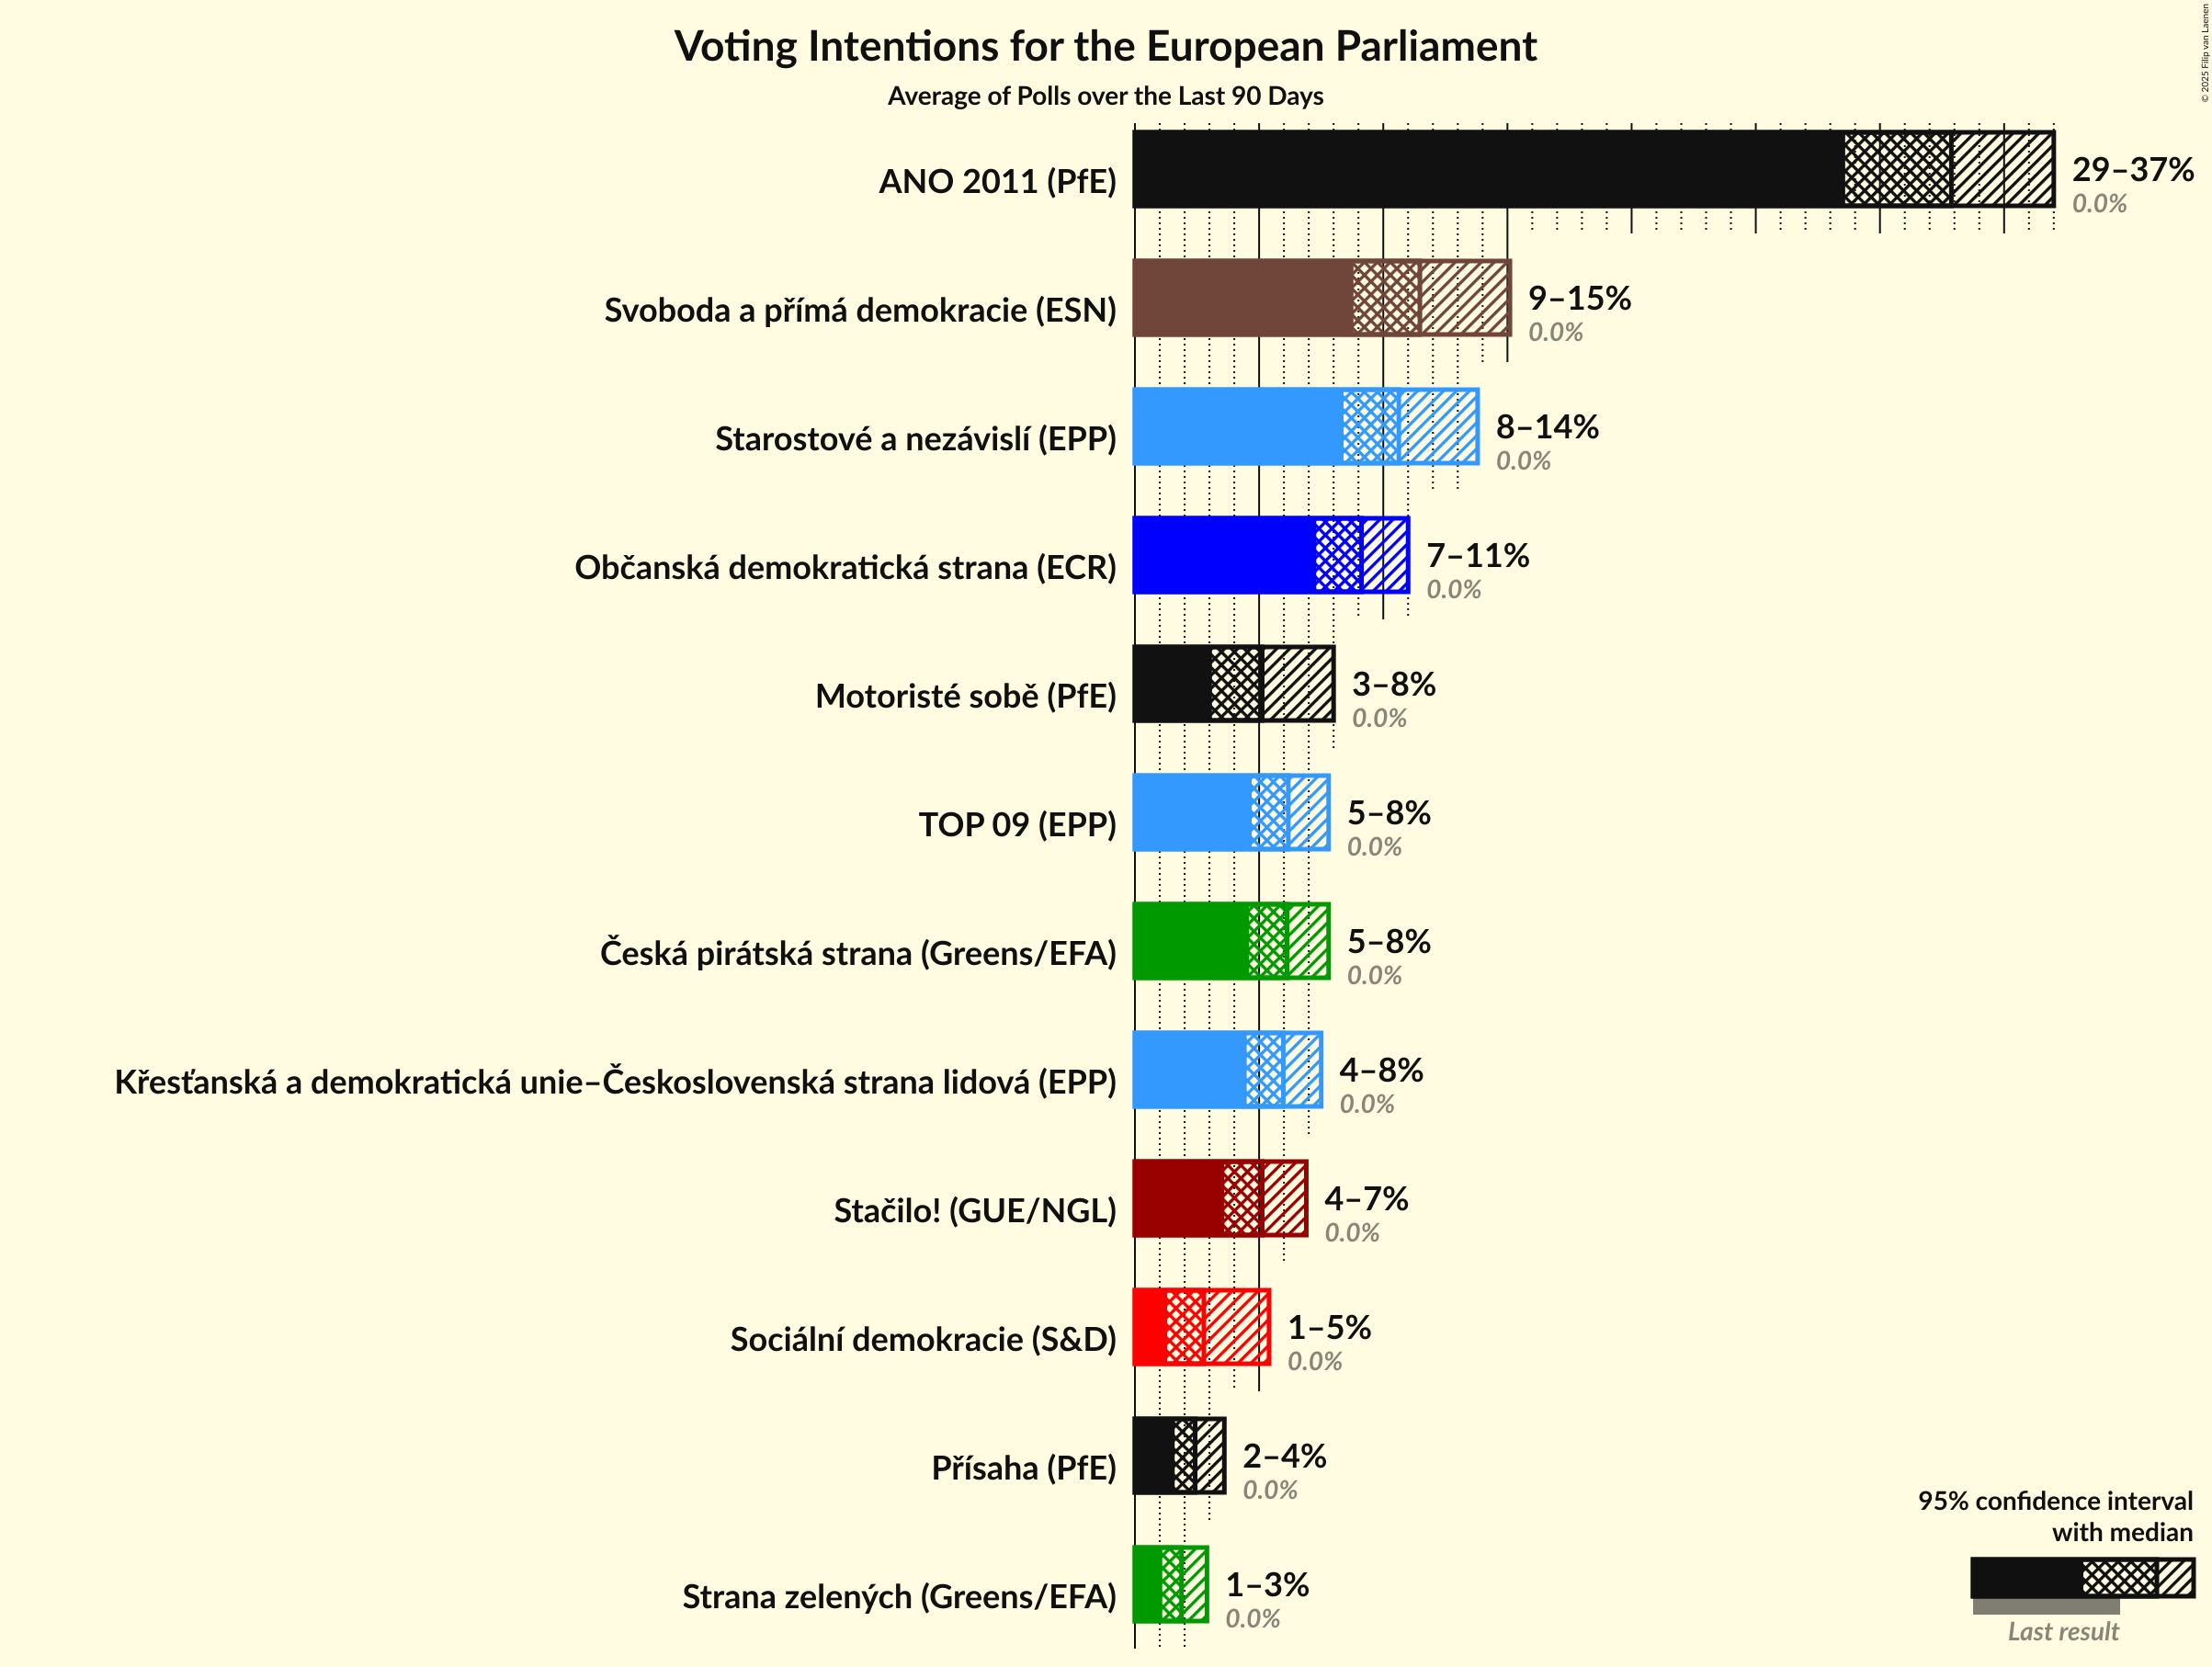 Voting Intentions for the European Parliament
Average of Polls over the Last 90 Days
© 2025 Filip van Laenen
ANO 2011 (PfE)
29–37%
0.0%
Svoboda a přímá demokracie (ESN)
9–15%
0.0%
Starostové a nezávislí (EPP)
8–14%
0.0%
Občanská demokratická strana (ECR)
7–11%
0.0%
Motoristé sobě (PfE)
3–8%
0.0%
TOP 09 (EPP)
5–8%
0.0%
Česká pirátská strana (Greens/EFA)
5–8%
0.0%
Křesťanská a demokratická unie–Československá strana lidová (EPP)
4–8%
0.0%
Stačilo! (GUE/NGL)
4–7%
0.0%
Sociální demokracie (S&D)
1–5%
0.0%
Přísaha (PfE)
2–4%
0.0%
Strana zelených (Greens/EFA)
1–3%
0.0%
95% confidence interval
with median
Last result